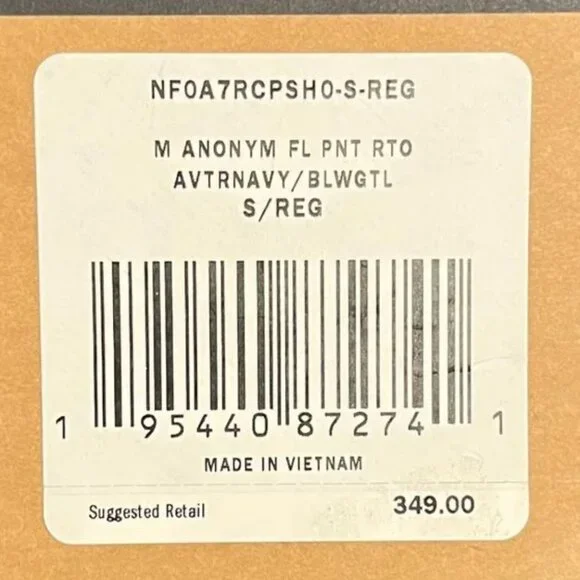 NF0A7RCPSH0-S-REG
M ANONYM FL PNT RTO
AVTRNAVY/BLWGTL
S/REG
1 95440 87274 1
MADE IN VIETNAM
Suggested Retail 349.00